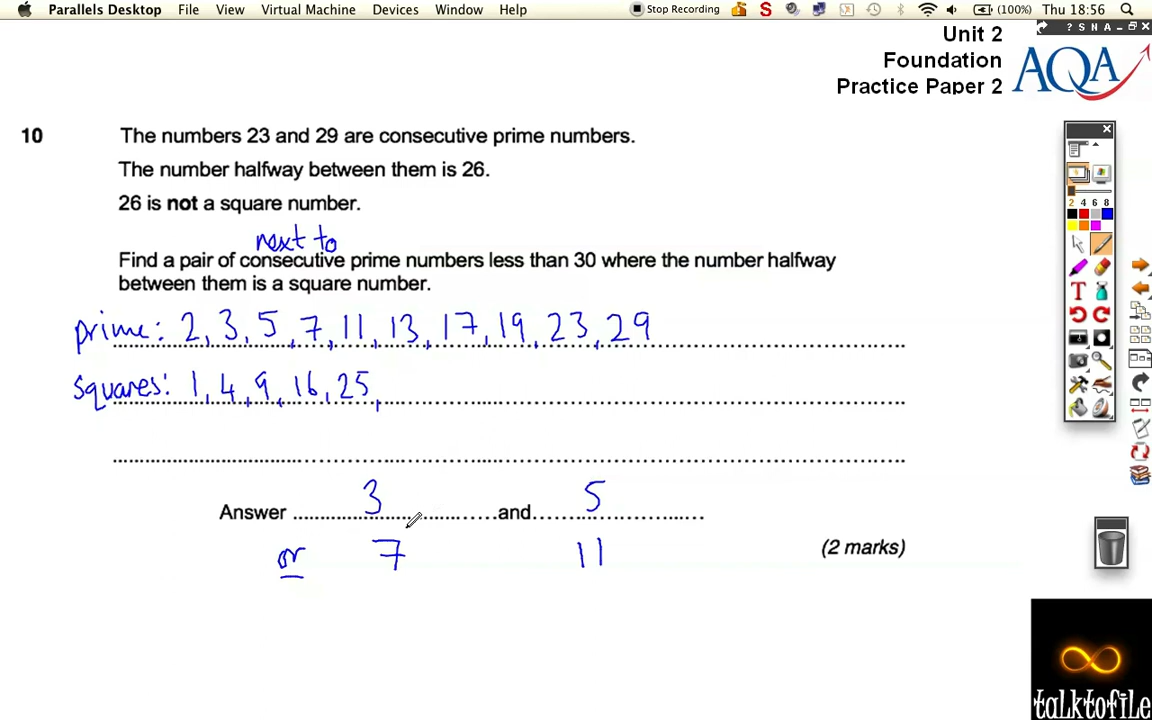 Parallels Desktop File View Virtual Machine Devices Window Help Stop Recording (100%) Thu 18:56
? S N A
Unit 2
Foundation
Practice Paper 2
AQA
10 The numbers 23 and 29 are consecutive prime numbers.
The number halfway between them is 26.
26 is not a square number.
next to
Find a pair of consecutive prime numbers less than 30 where the number halfway
between them is a square number.
prime: 2, 3, 5, 7, 11, 13, 17, 19, 23, 29
squares: 1, 4, 9, 16, 25,
Answer 3 and 5
or 7 11
(2 marks)
2 4 6 8
T
talktofile